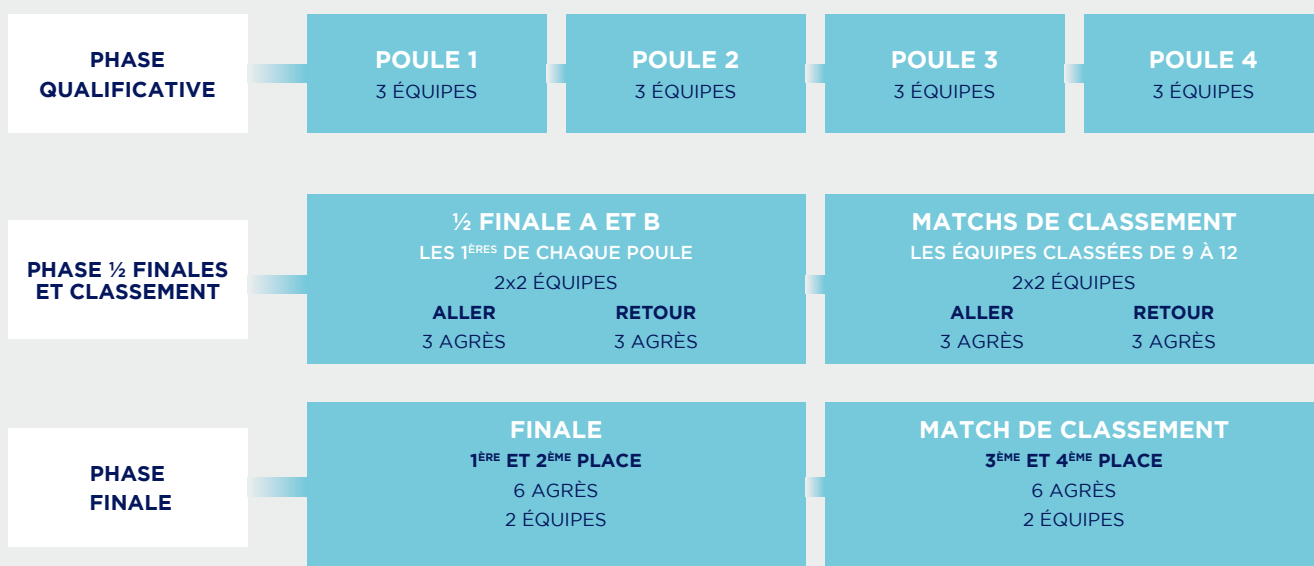 PHASE
QUALIFICATIVE
POULE 1
3 ÉQUIPES
POULE 2
3 ÉQUIPES
POULE 3
3 ÉQUIPES
POULE 4
3 ÉQUIPES
PHASE ½ FINALES
ET CLASSEMENT
½ FINALE A ET B
LES 1ÈRES DE CHAQUE POULE
2x2 ÉQUIPES
ALLER RETOUR
3 AGRÈS 3 AGRÈS
MATCHS DE CLASSEMENT
LES ÉQUIPES CLASSÉES DE 9 À 12
2x2 ÉQUIPES
ALLER RETOUR
3 AGRÈS 3 AGRÈS
PHASE
FINALE
FINALE
1ÈRE ET 2ÈME PLACE
6 AGRÈS
2 ÉQUIPES
MATCH DE CLASSEMENT
3ÈME ET 4ÈME PLACE
6 AGRÈS
2 ÉQUIPES